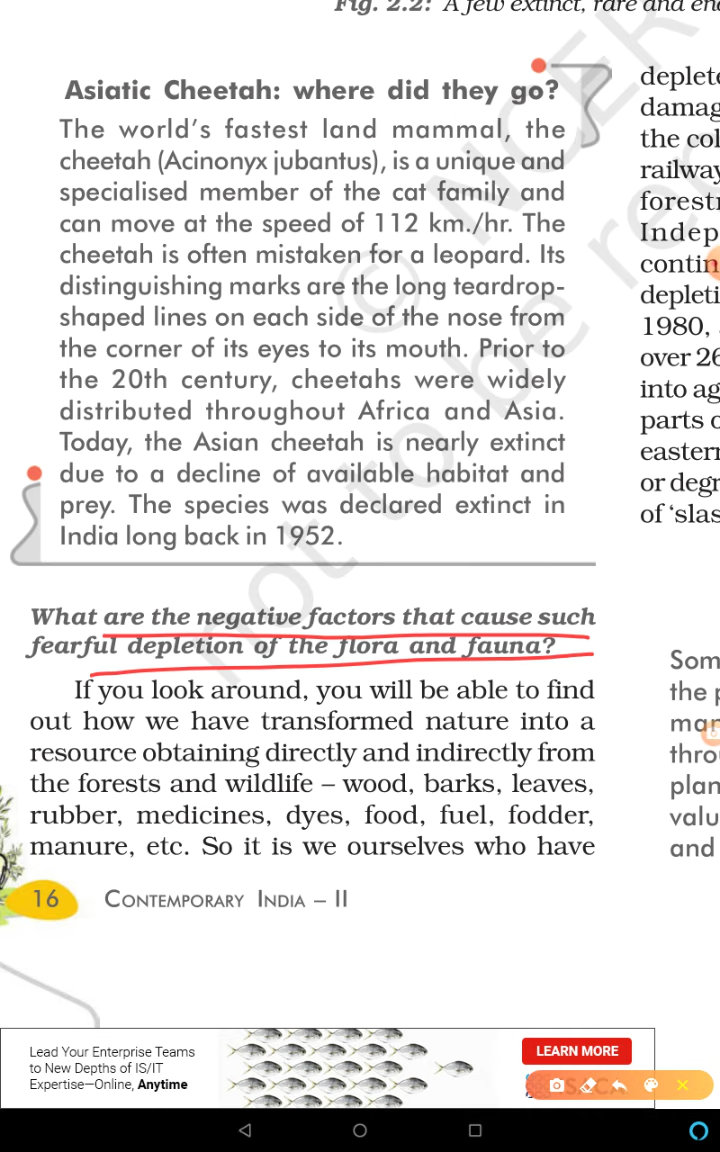 Fig. 2.2: A few extinct, rare and
Asiatic Cheetah: where did they go?
The world's fastest land mammal, the
cheetah (Acinonyx jubantus), is a unique and
specialised member of the cat family and
can move at the speed of 112 km./hr. The
cheetah is often mistaken for a leopard. Its
distinguishing marks are the long teardrop-
shaped lines on each side of the nose from
the corner of its eyes to its mouth. Prior to
the 20th century, cheetahs were widely
distributed throughout Africa and Asia.
Today, the Asian cheetah is nearly extinct
due to a decline of available habitat and
prey. The species was declared extinct in
India long back in 1952.
What are the negative factors that cause such
fearful depletion of the flora and fauna?
If you look around, you will be able to find
out how we have transformed nature into a
resource obtaining directly and indirectly from
the forests and wildlife – wood, barks, leaves,
rubber, medicines, dyes, food, fuel, fodder,
manure, etc. So it is we ourselves who have
16 Contemporary India – II
deplete
damag
the col
railway
forestr
Indep
contin
depleti
1980,
over 26
into ag
parts o
eastern
or degr
of 'slas
Som
the p
man
thro
plan
valu
and
© NCER
not to be rep
Lead Your Enterprise Teams
to New Depths of IS/IT
Expertise—Online, Anytime
LEARN MORE